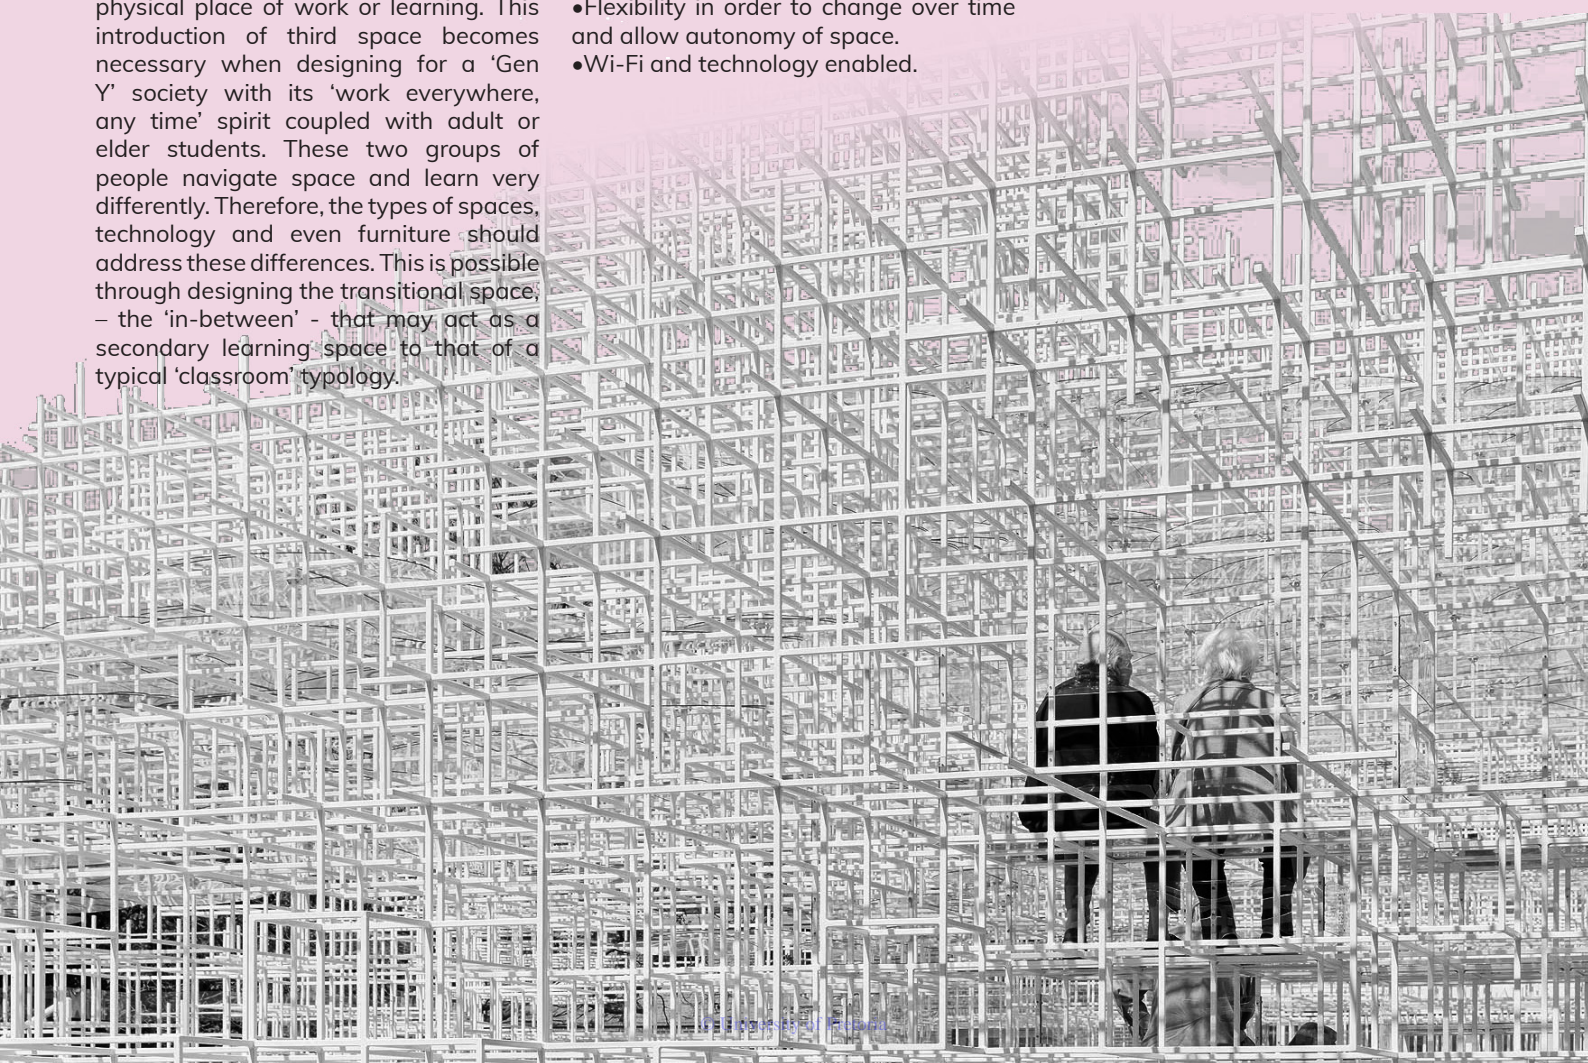 physical place of work or learning. This
introduction of third space becomes
necessary when designing for a ‘Gen
Y’ society with its ‘work everywhere,
any time’ spirit coupled with adult or
elder students. These two groups of
people navigate space and learn very
differently. Therefore, the types of spaces,
technology and even furniture should
address these differences. This is possible
through designing the transitional space,
– the ‘in-between’ - that may act as a
secondary learning space to that of a
typical ‘classroom’ typology.
•Flexibility in order to change over time
and allow autonomy of space.
•Wi-Fi and technology enabled.
© University of Pretoria